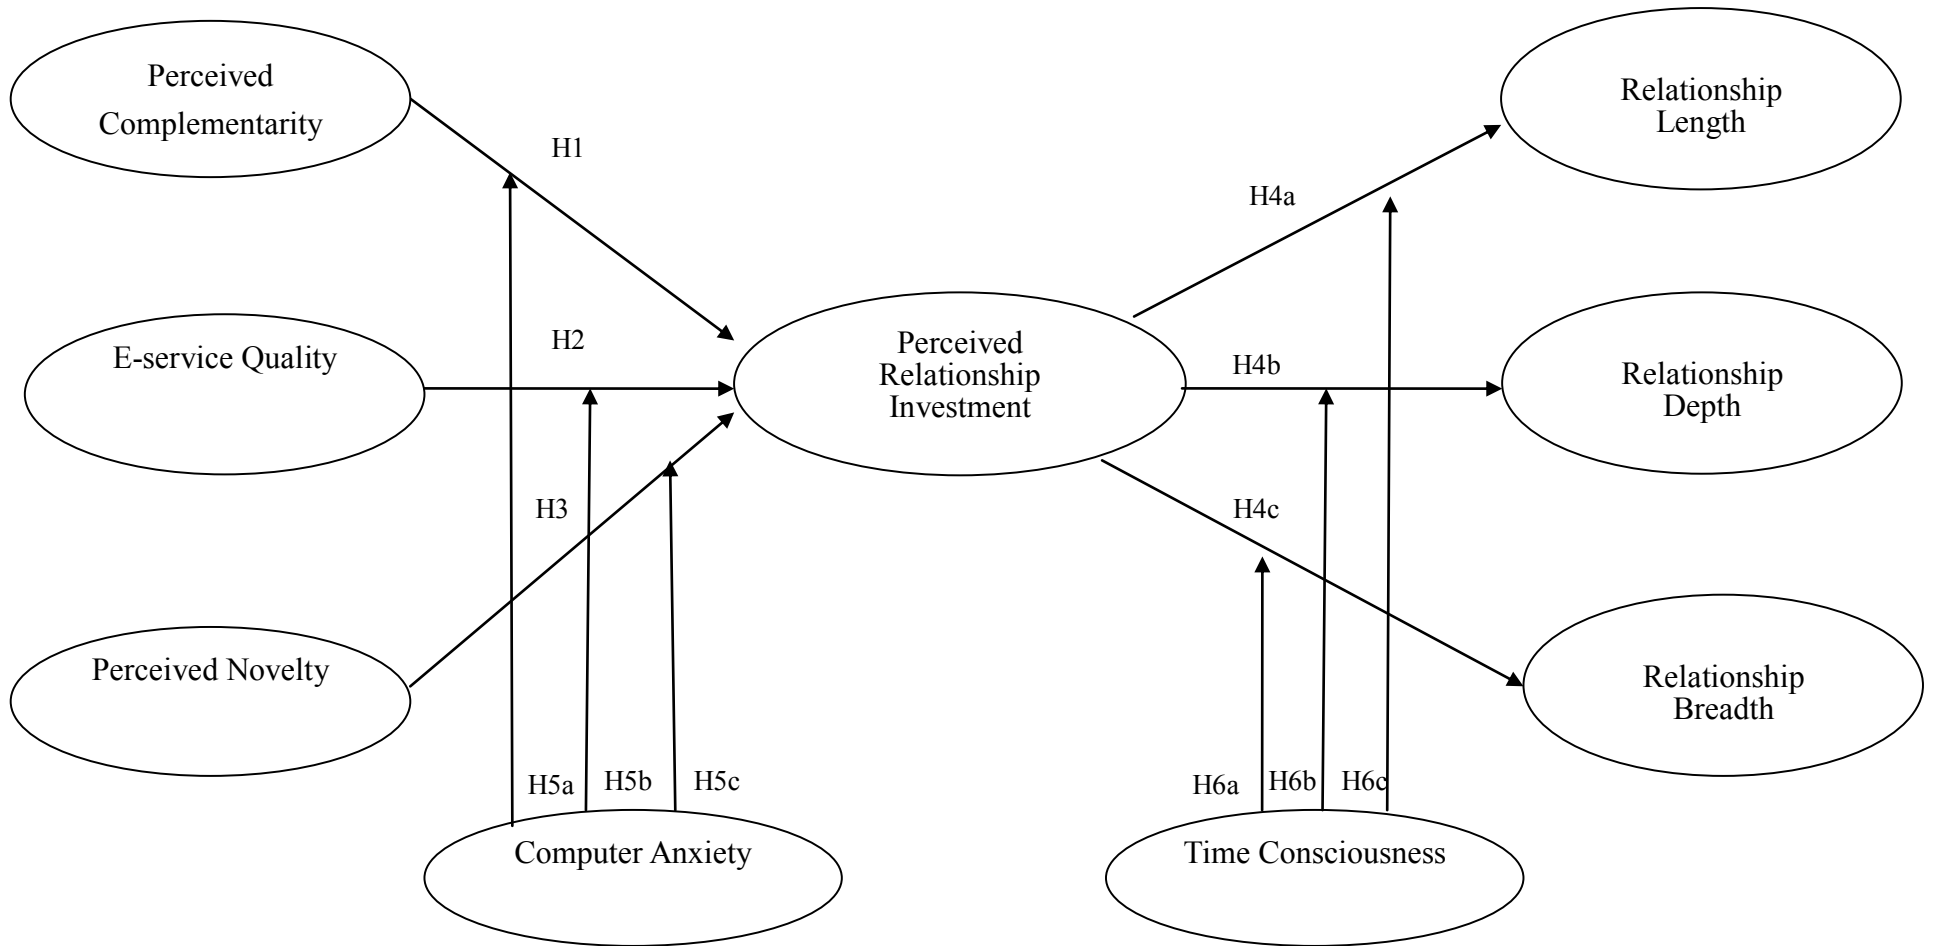 Perceived
Complementarity
H1
Relationship
Length
H4a
E-service Quality
H2
Perceived
Relationship
Investment
H4b
Relationship
Depth
H3
H4c
Perceived Novelty
Relationship
Breadth
H5a
H5b
H5c
H6a
H6b
H6c
Computer Anxiety
Time Consciousness